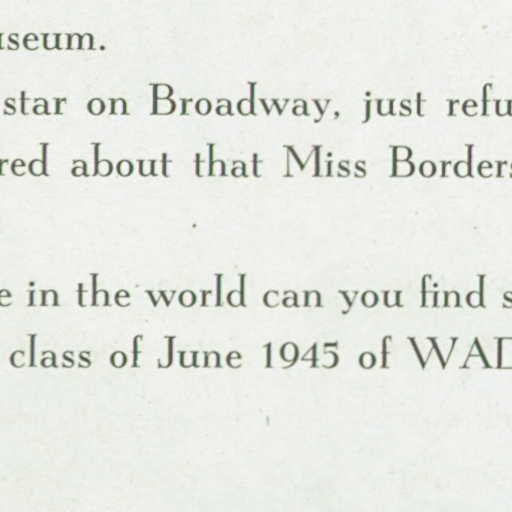 useum.
star on Broadway, just refu
red about that Miss Borders
e in the world can you find s
class of June 1945 of WAD